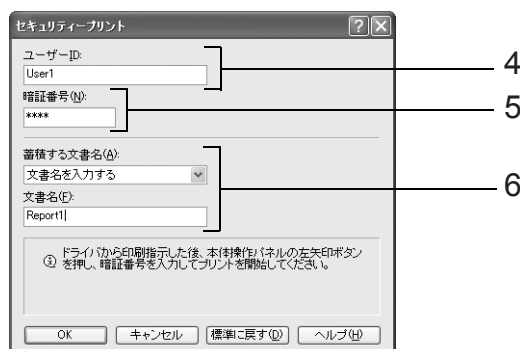 セキュリティープリント
ユーザーID:
User1
4
暗証番号(N):
****
5
蓄積する文書名(A):
文書名を入力する
6
文書名(F):
Report1
ドライバから印刷指示した後、本体操作パネルの左矢印ボタン
を押し、暗証番号を入力してプリントを開始してください。
OK キャンセル 標準に戻す(D) ヘルプ(H)